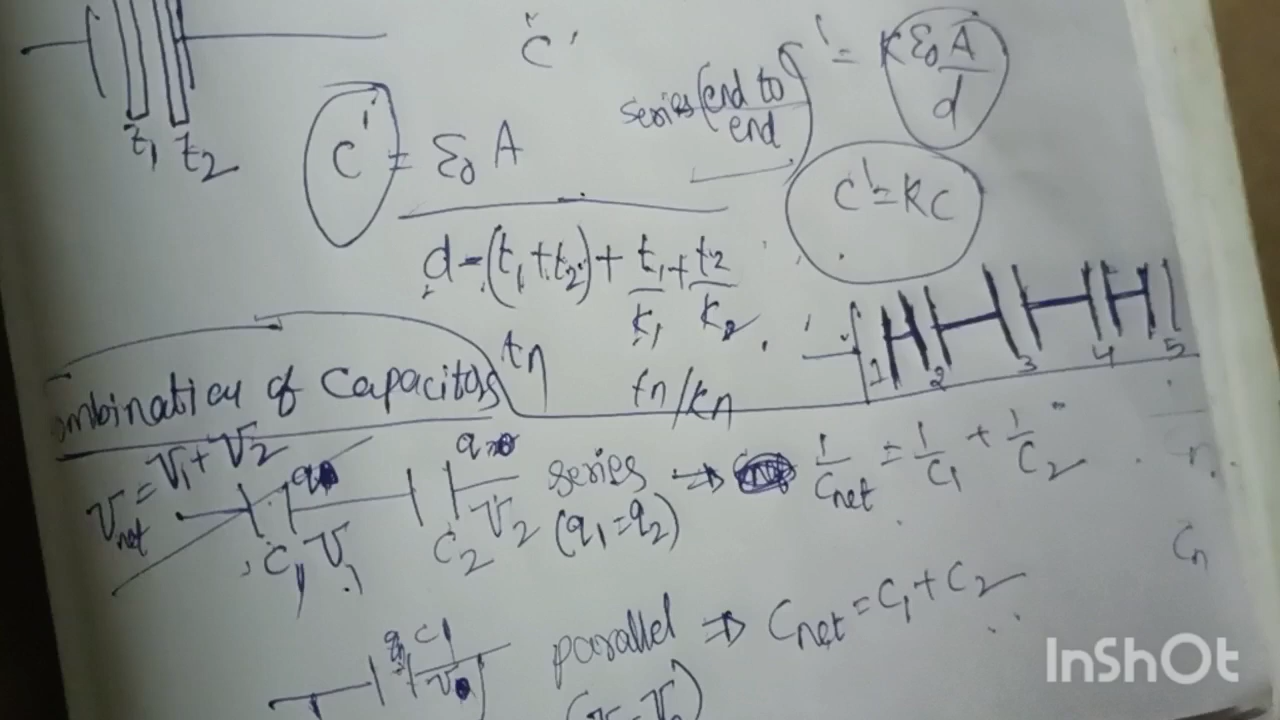 C'
t₁ t₂
C' = ε₀ A
d-(t₁+t₂)+ t₁/k₁ + t₂/k₂
tn
tn/kn
series (end to end)
C' = Kε₀A/d
C'=KC
1 2 3 4 5
ombination of Capacitors
Vnet = V₁+V₂
C₁ V₁
C₂ V₂
series ⇒ 1/Cnet = 1/C₁ + 1/C₂
(q₁=q₂)
Cn
C₁
parallel ⇒ Cnet = C₁+C₂
InShOt